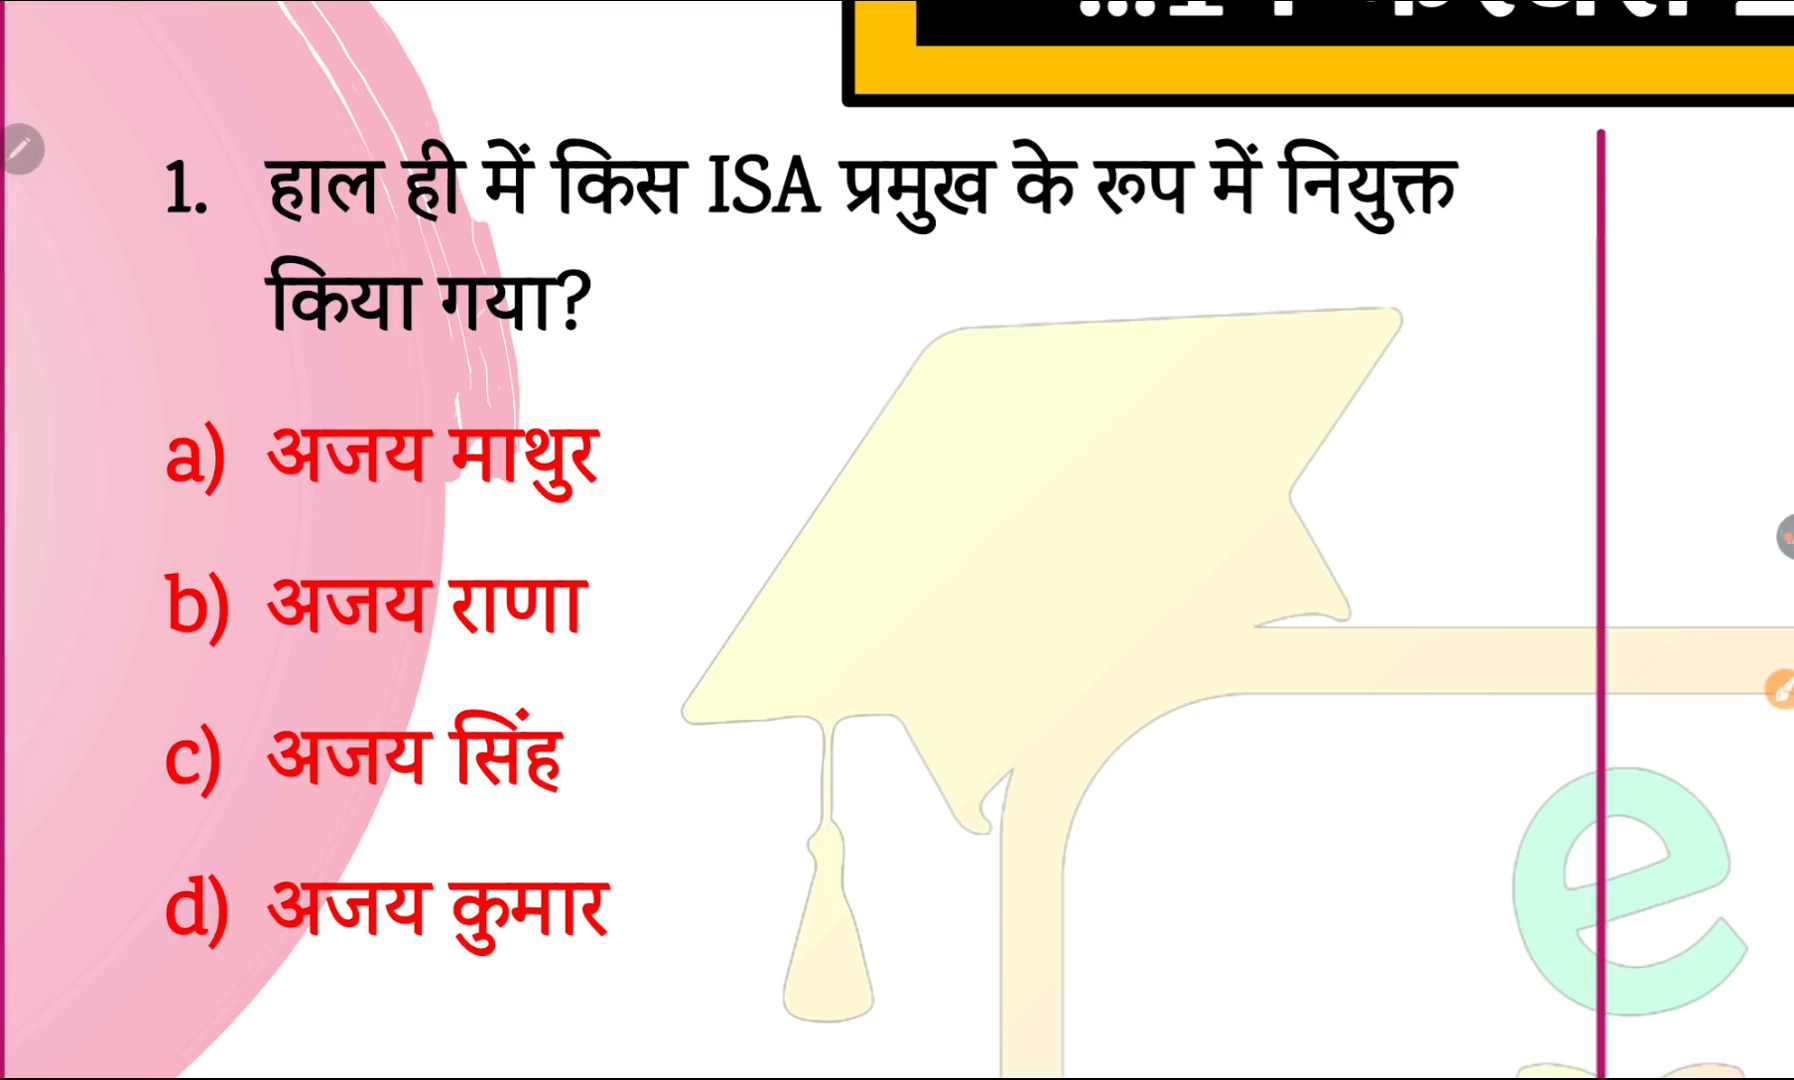 1. हाल ही में किस ISA प्रमुख के रूप में नियुक्त
किया गया?
a) अजय माथुर
b) अजय राणा
c) अजय सिंह
d) अजय कुमार
e